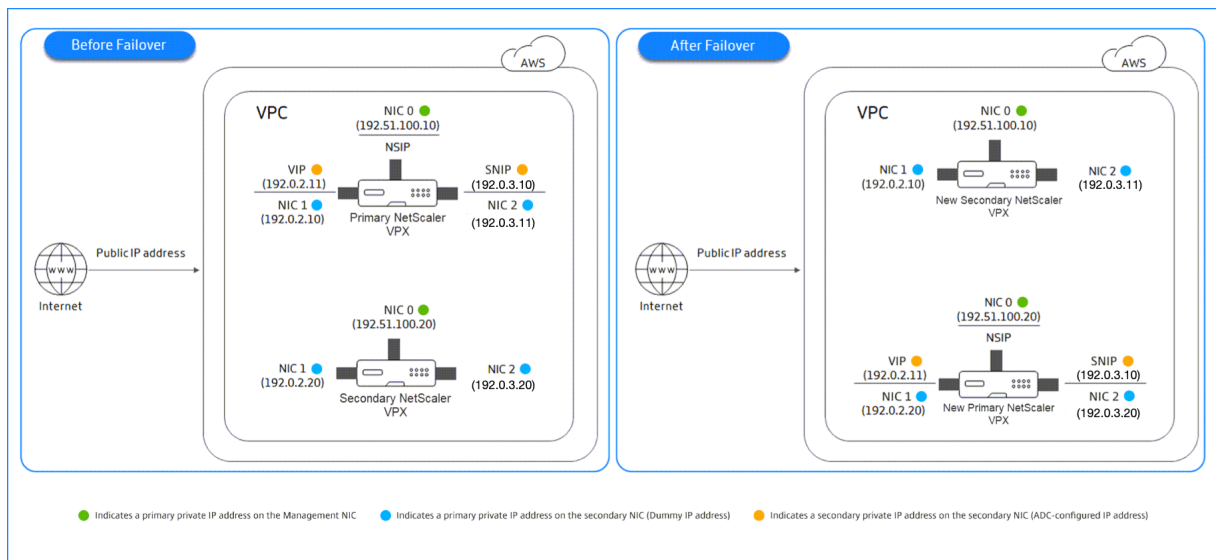 Before Failover
AWS
VPC
NIC 0
(192.51.100.10)
NSIP
VIP
(192.0.2.11)
NIC 1
(192.0.2.10)
SNIP
(192.0.3.10)
NIC 2
(192.0.3.11)
Primary NetScaler
VPX
Public IP address
www
Internet
NIC 0
(192.51.100.20)
NIC 1
(192.0.2.20)
NIC 2
(192.0.3.20)
Secondary NetScaler
VPX
After Failover
AWS
VPC
NIC 0
(192.51.100.10)
NIC 1
(192.0.2.10)
NIC 2
(192.0.3.11)
New Secondary NetScaler
VPX
Public IP address
www
Internet
NIC 0
(192.51.100.20)
NSIP
VIP
(192.0.2.11)
NIC 1
(192.0.2.20)
SNIP
(192.0.3.10)
NIC 2
(192.0.3.20)
New Primary NetScaler
VPX
Indicates a primary private IP address on the Management NIC
Indicates a primary private IP address on the secondary NIC (Dummy IP address)
Indicates a secondary private IP address on the secondary NIC (ADC-configured IP address)